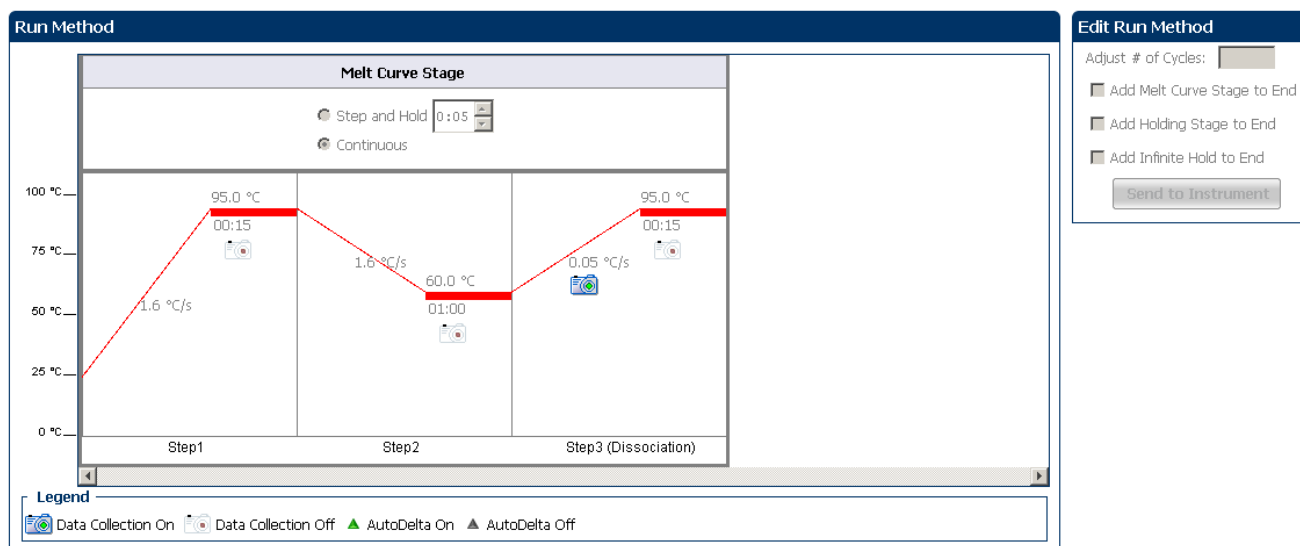 Run Method
Melt Curve Stage
Step and Hold 0:05
Continuous
100 °C
75 °C
50 °C
25 °C
0 °C
1.6 °C/s
95.0 °C
00:15
1.6 °C/s
60.0 °C
01:00
0.05 °C/s
95.0 °C
00:15
Step1
Step2
Step3 (Dissociation)
Legend
Data Collection On
Data Collection Off
AutoDelta On
AutoDelta Off
Edit Run Method
Adjust # of Cycles:
Add Melt Curve Stage to End
Add Holding Stage to End
Add Infinite Hold to End
Send to Instrument